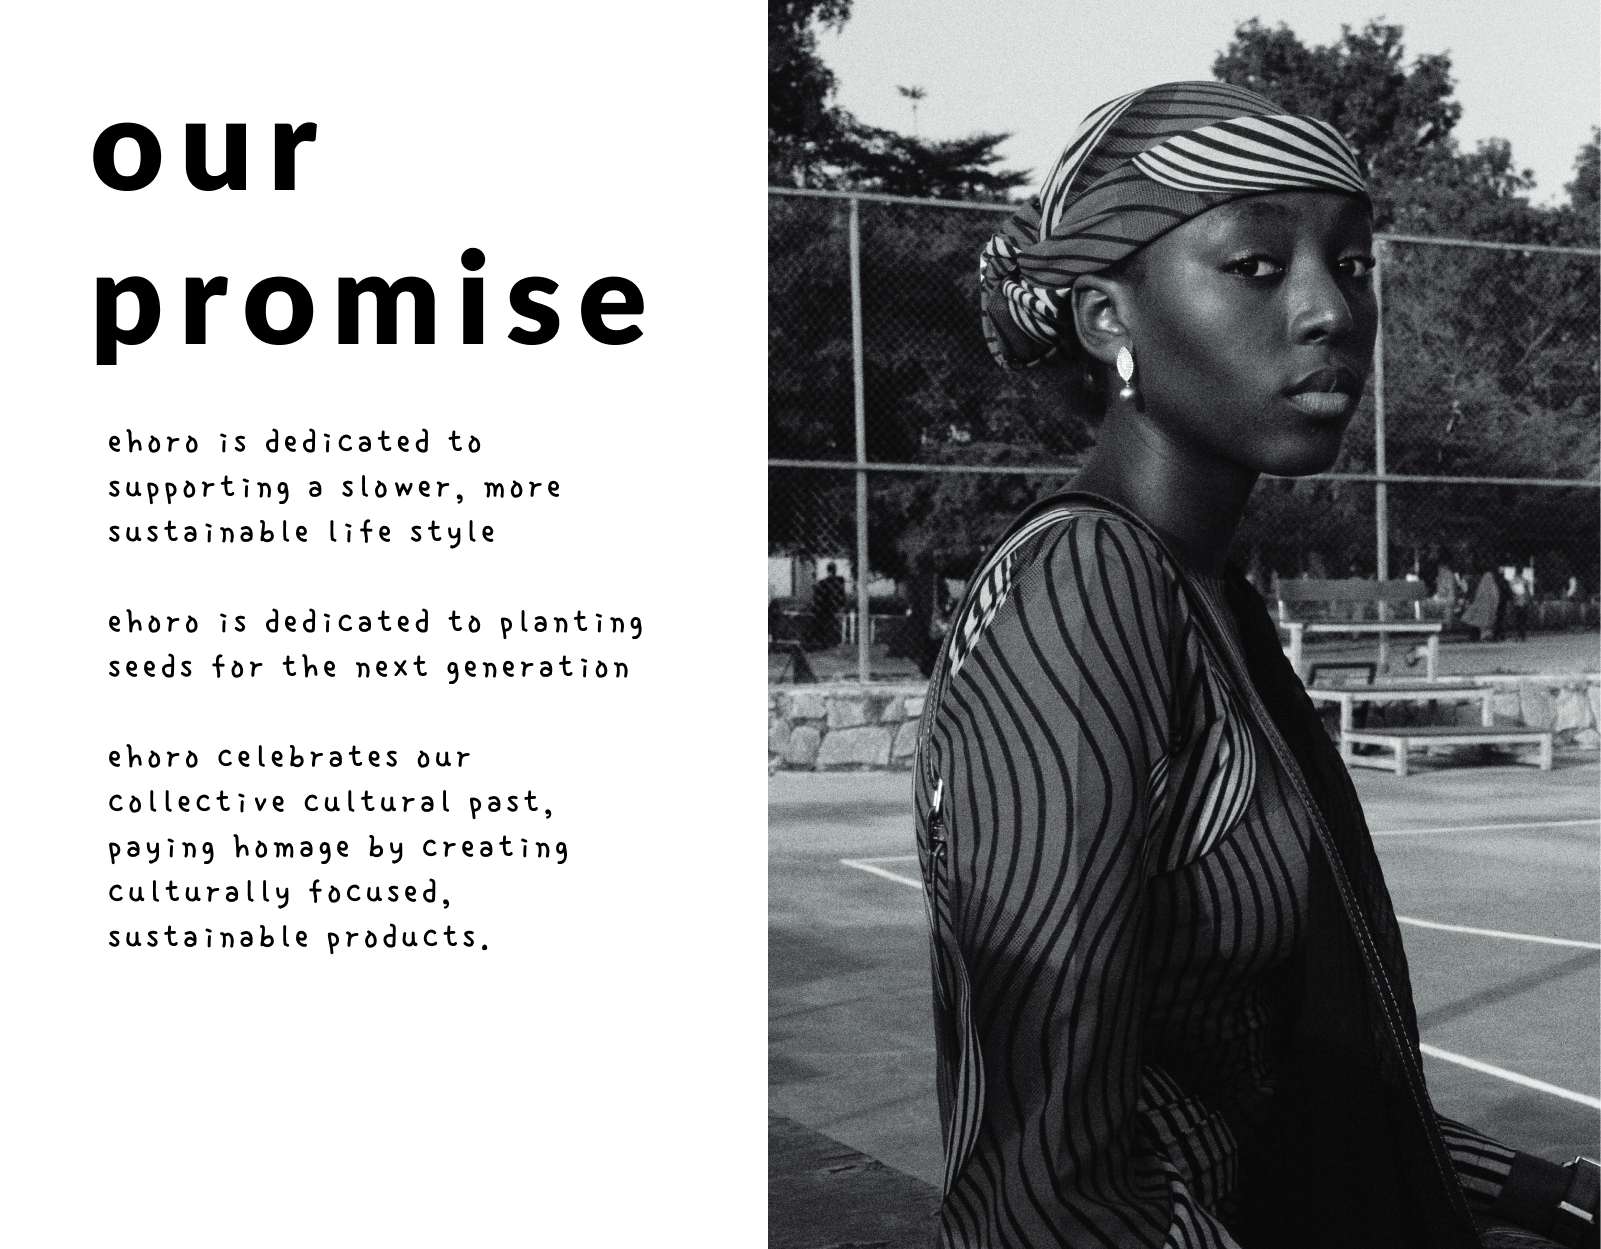 our
promise
ehoro is dedicated to
supporting a slower, more
sustainable life style
ehoro is dedicated to planting
seeds for the next generation
ehoro celebrates our
collective cultural past,
paying homage by creating
culturally focused,
sustainable products.